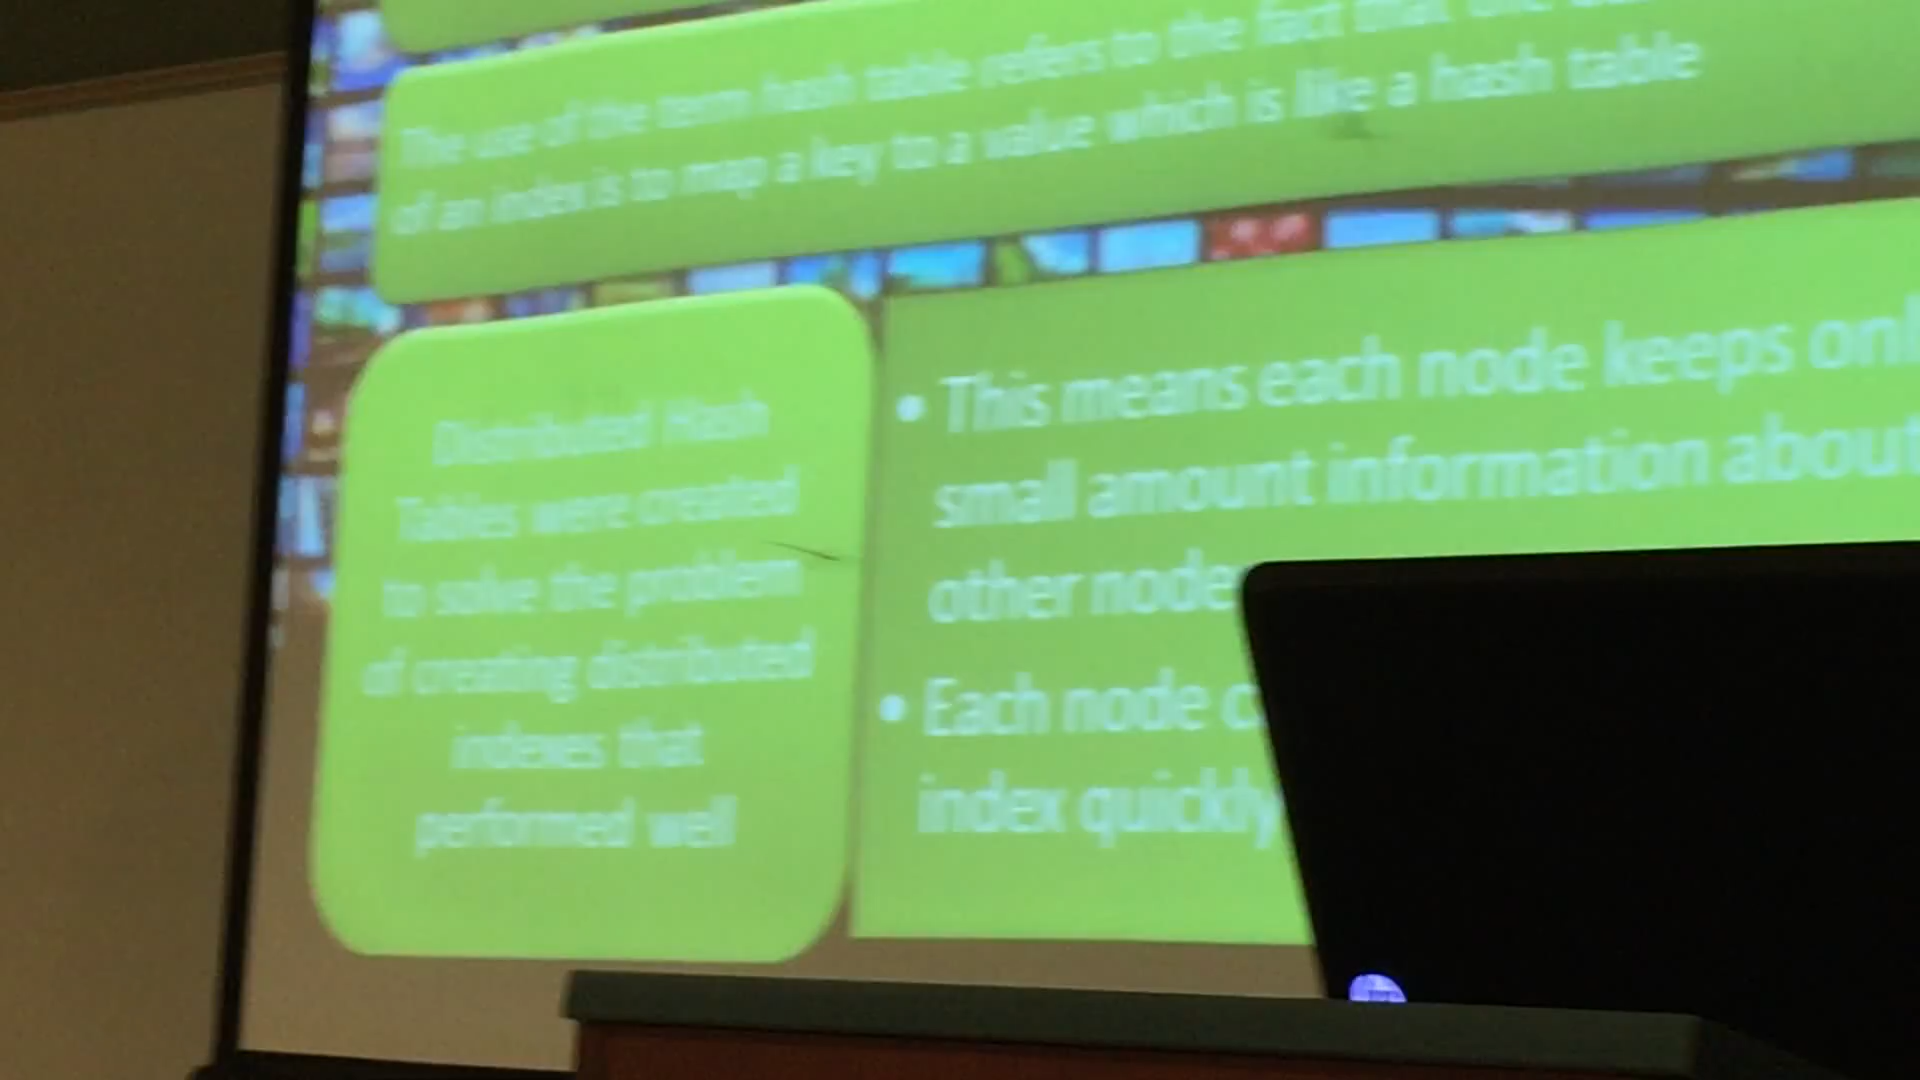 The use of the term hash table refers to the fact that the
of an index is to map a key to a value which is like a hash table
Distributed Hash
Tables were created
to solve the problem
of creating distributed
indexes that
performed well
• This means each node keeps
small amount information about
other node
• Each node
index quickly